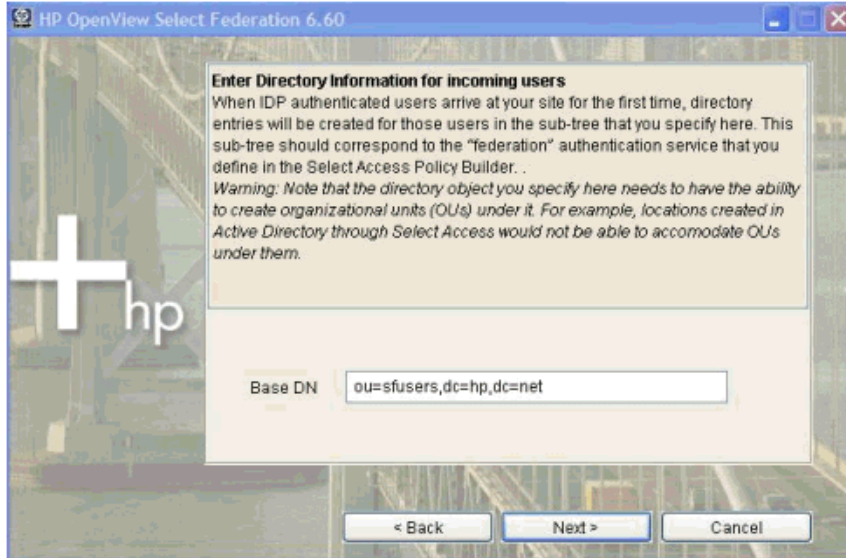 HP OpenView Select Federation 6.60
Enter Directory Information for incoming users
When IDP authenticated users arrive at your site for the first time, directory
entries will be created for those users in the sub-tree that you specify here. This
sub-tree should correspond to the "federation" authentication service that you
define in the Select Access Policy Builder. .
Warning: Note that the directory object you specify here needs to have the ability
to create organizational units (OUs) under it. For example, locations created in
Active Directory through Select Access would not be able to accomodate OUs
under them.
hp
Base DN ou=sfusers,dc=hp,dc=net
< Back Next > Cancel